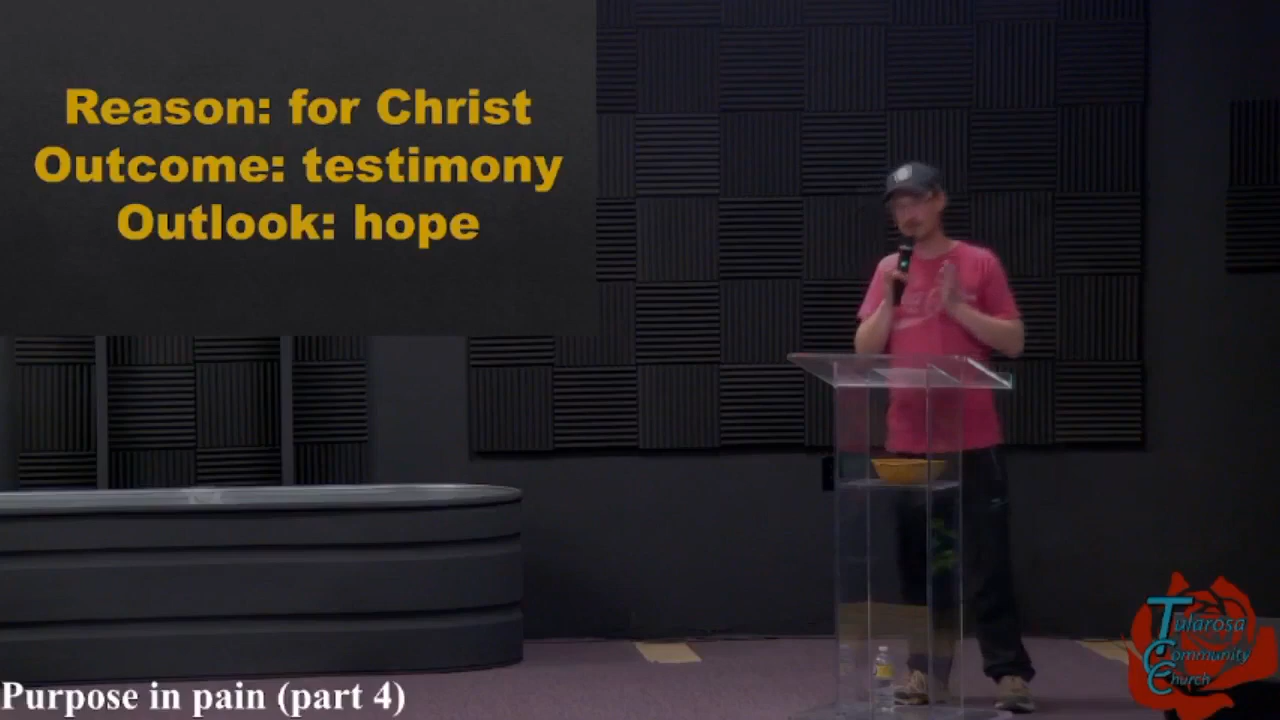 Reason: for Christ
Outcome: testimony
Outlook: hope
Tularosa
Community
Church
Purpose in pain (part 4)